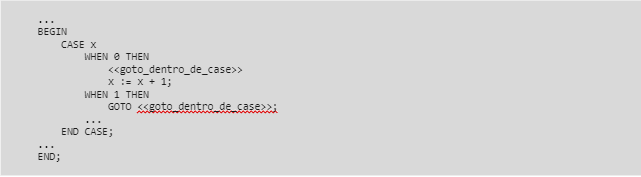 ...
BEGIN
CASE x
WHEN 0 THEN
<<goto_dentro_de_case>>
x := x + 1;
WHEN 1 THEN
GOTO <<goto_dentro_de_case>>;
...
END CASE;
...
END;